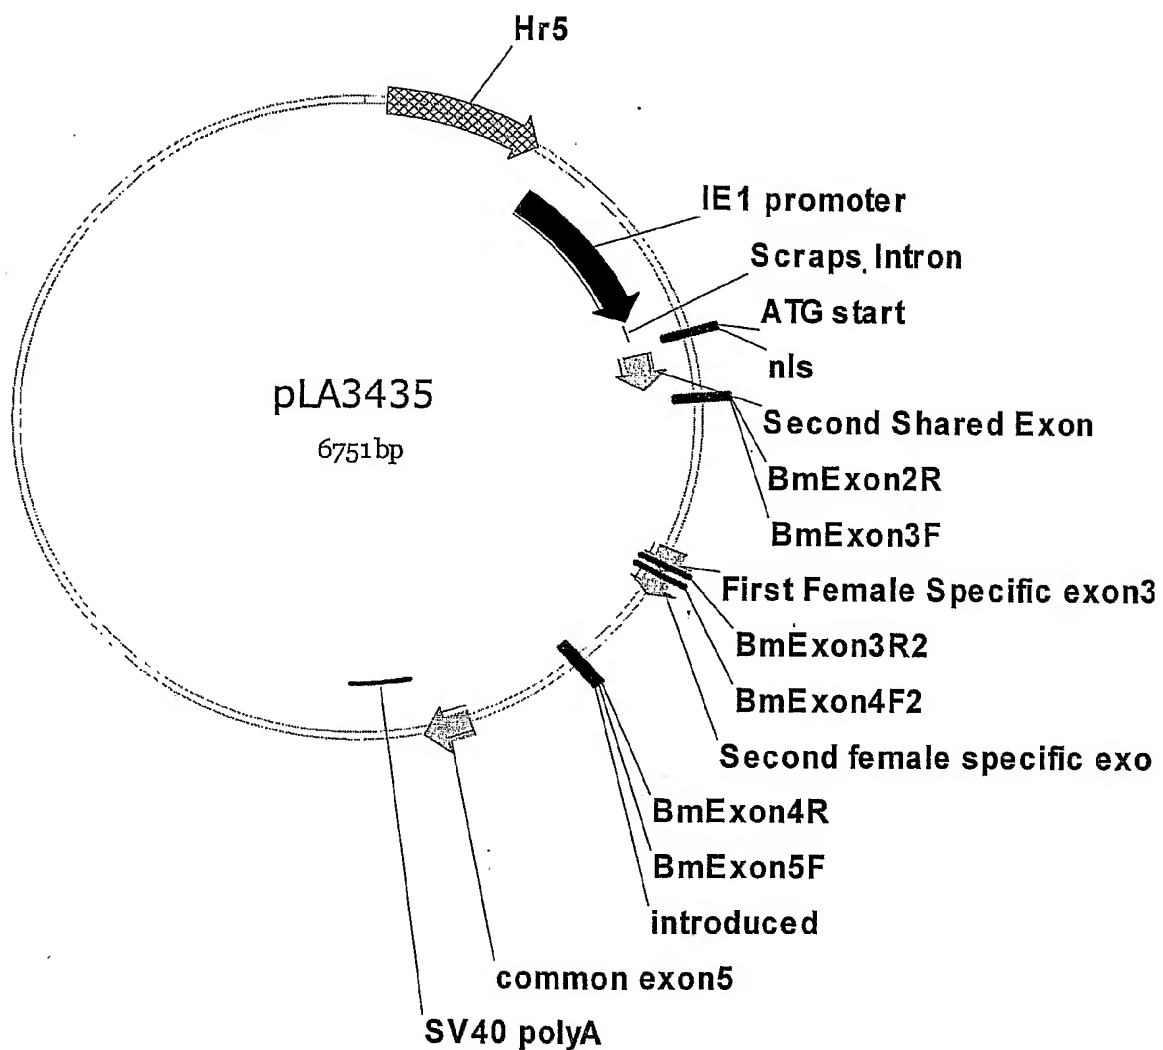 Hr5
IE1 promoter
Scraps Intron
ATG start
nls
pLA3435
6751bp
Second Shared Exon
BmExon2R
BmExon3F
First Female Specific exon3
BmExon3R2
BmExon4F2
Second female specific exo
BmExon4R
BmExon5F
introduced
common exon5
SV40 polyA